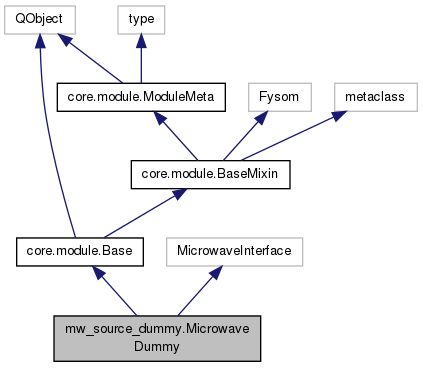 QObject
type
core.module.ModuleMeta
Fysom
metaclass
core.module.BaseMixin
core.module.Base
MicrowaveInterface
mw_source_dummy.Microwave
Dummy